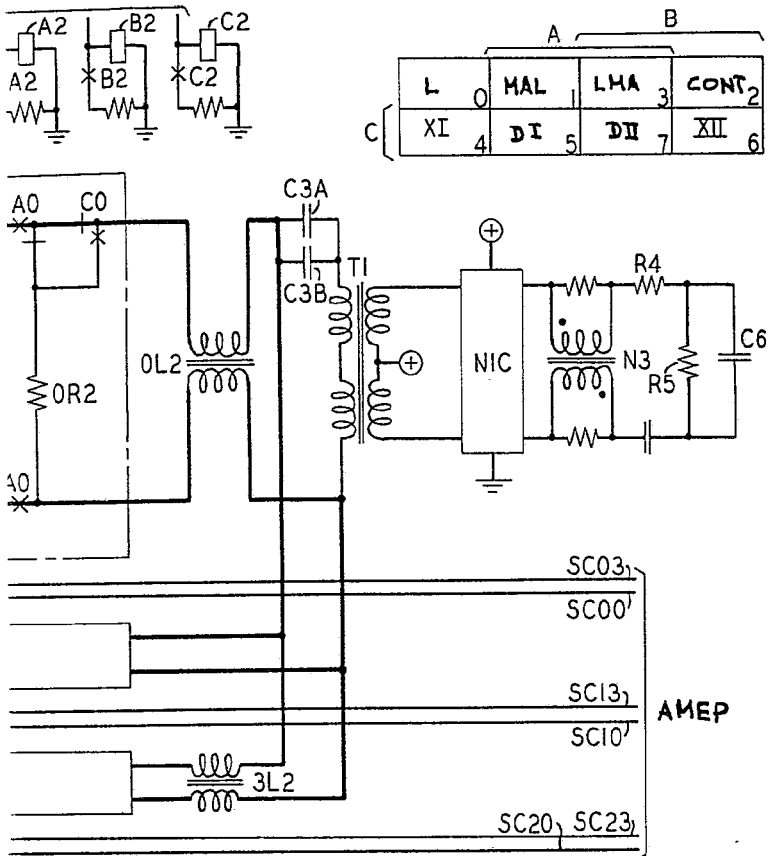 A2 B2 C2
A2 B2 C2
A B
L 0 MAL 1 LMA 3 CONT 2
C XI 4 DI 5 DII 7 XII 6
A0 C0 C3A
C3B T1
R4
0L2 NIC N3 R5 C6
0R2
A0
SC03
SC00
SC13
SC10
AMEP
3L2
SC20 SC23